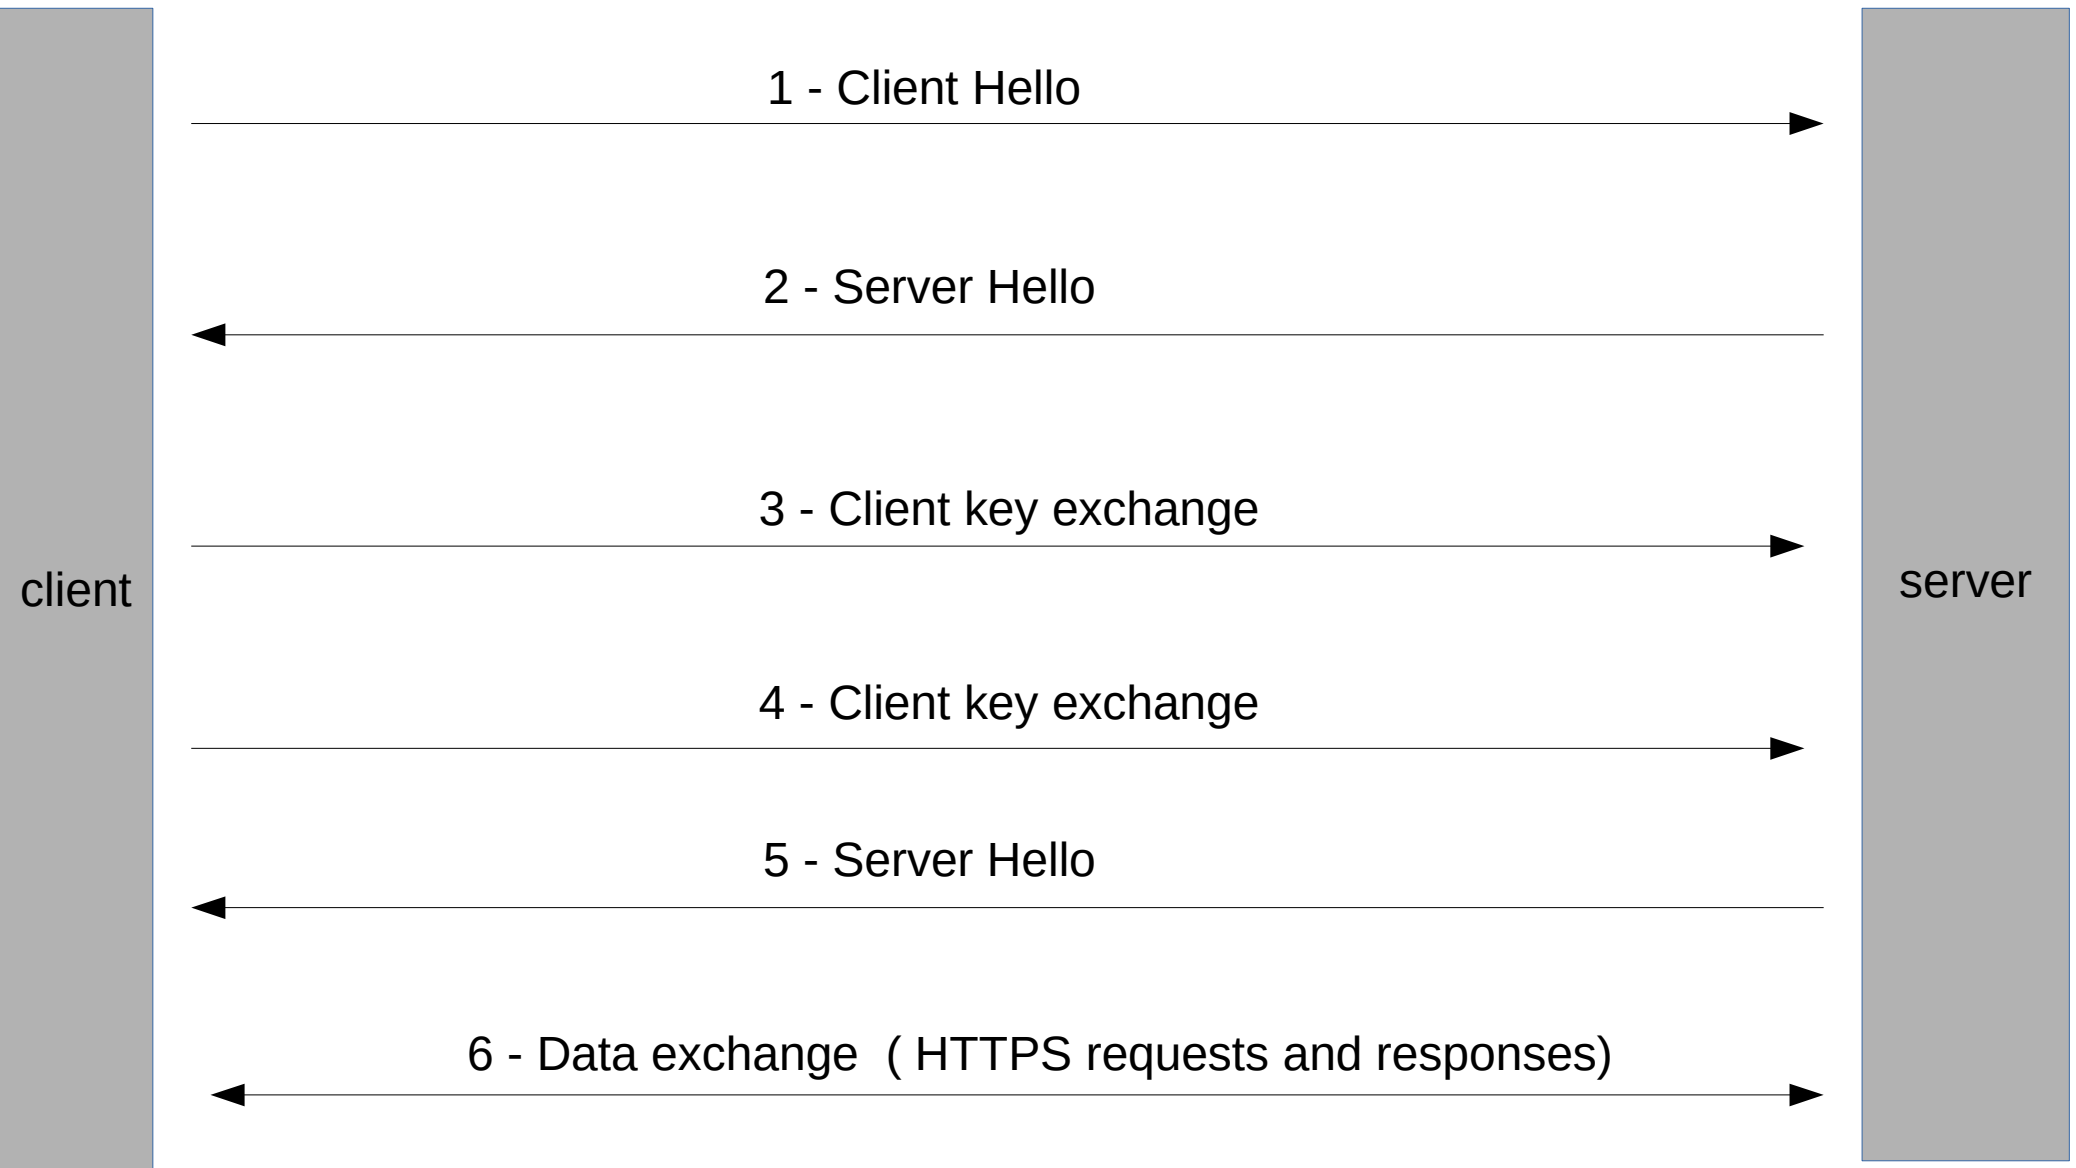 1 - Client Hello
2 - Server Hello
3 - Client key exchange
client
server
4 - Client key exchange
5 - Server Hello
6 - Data exchange  ( HTTPS requests and responses)